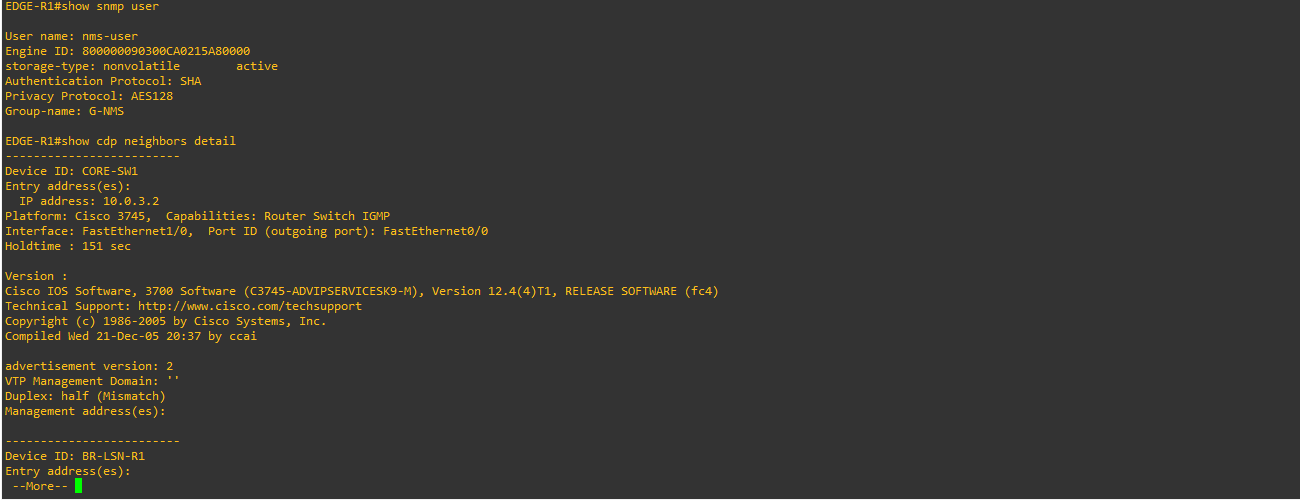 EDGE-R1#show snmp user
User name: nms-user
Engine ID: 800000090300CA0215A80000
storage-type: nonvolatile        active
Authentication Protocol: SHA
Privacy Protocol: AES128
Group-name: G-NMS
EDGE-R1#show cdp neighbors detail
-------------------------
Device ID: CORE-SW1
Entry address(es):
  IP address: 10.0.3.2
Platform: Cisco 3745,  Capabilities: Router Switch IGMP
Interface: FastEthernet1/0,  Port ID (outgoing port): FastEthernet0/0
Holdtime : 151 sec
Version :
Cisco IOS Software, 3700 Software (C3745-ADVIPSERVICESK9-M), Version 12.4(4)T1, RELEASE SOFTWARE (fc4)
Technical Support: http://www.cisco.com/techsupport
Copyright (c) 1986-2005 by Cisco Systems, Inc.
Compiled Wed 21-Dec-05 20:37 by ccai
advertisement version: 2
VTP Management Domain: ''
Duplex: half (Mismatch)
Management address(es):
-------------------------
Device ID: BR-LSN-R1
Entry address(es):
 --More--